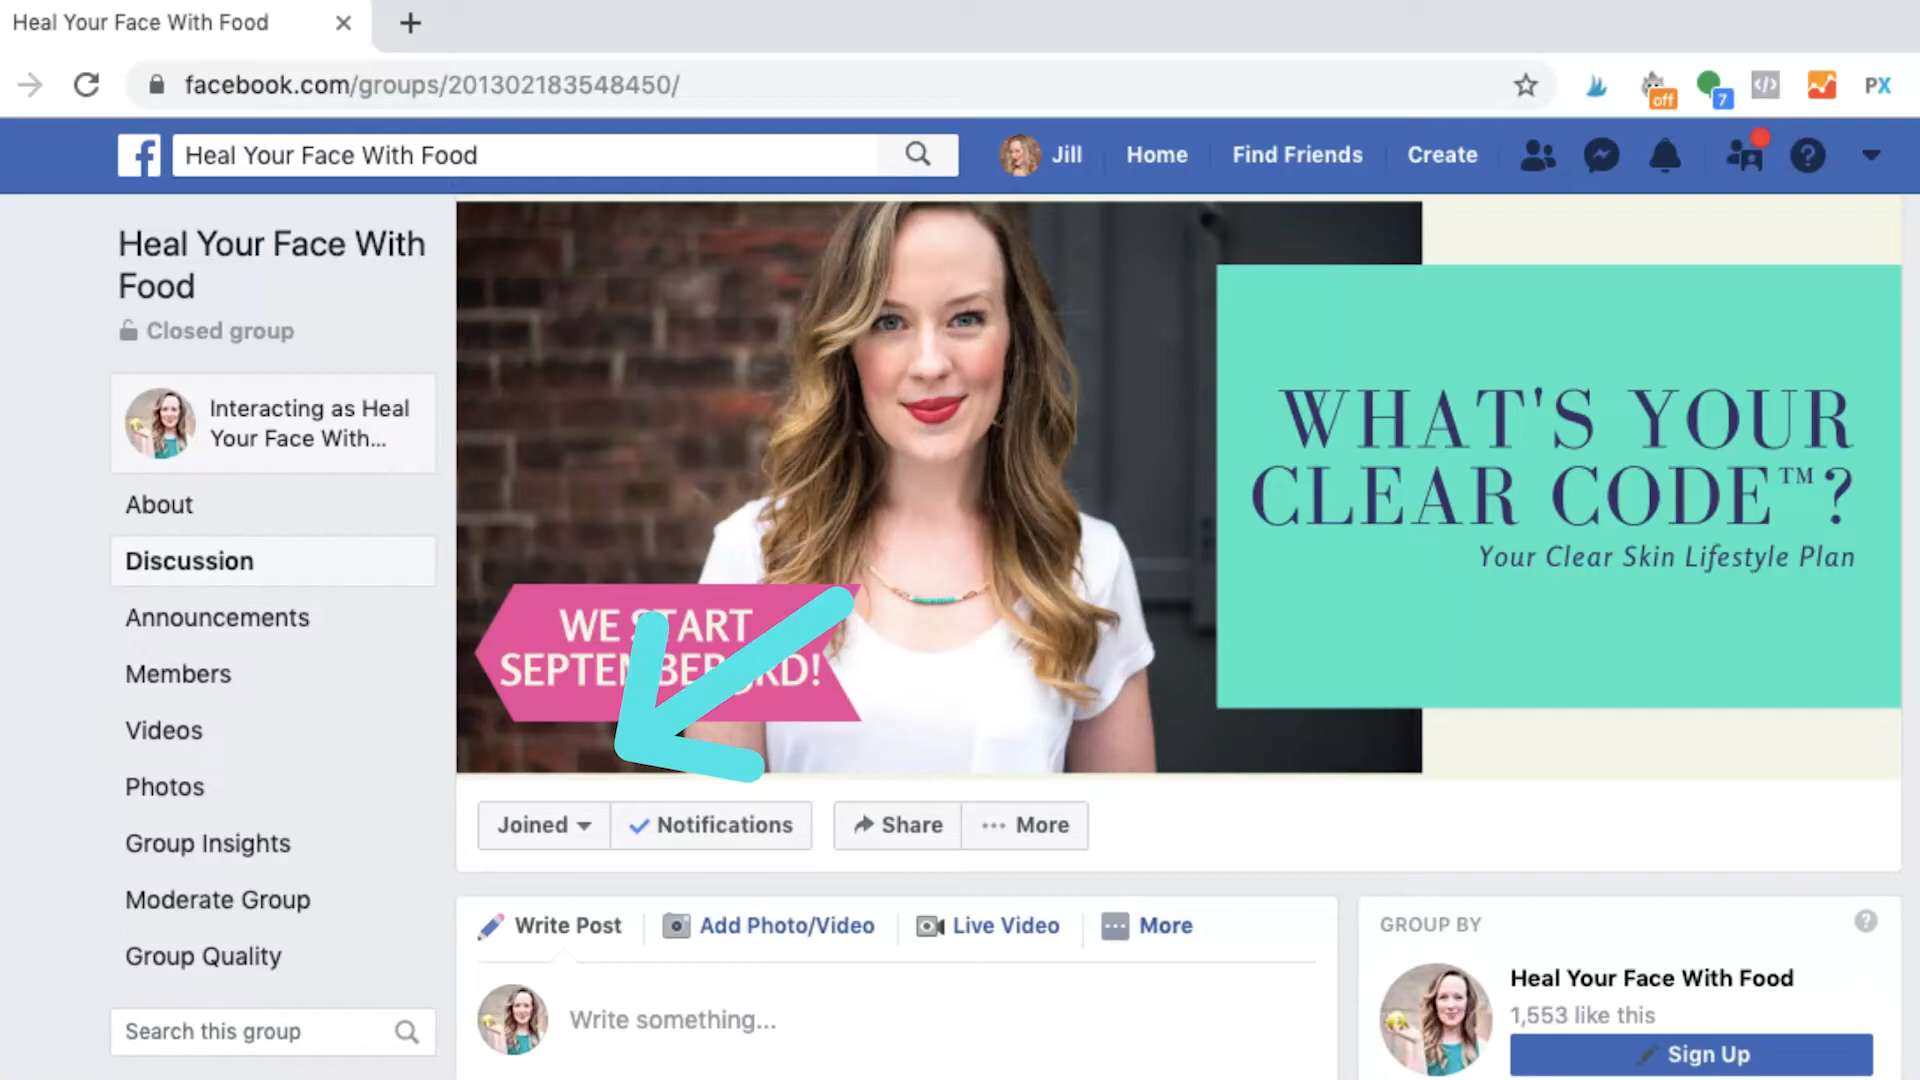 Heal Your Face With Food
facebook.com/groups/201302183548450/
off
7
PX
Heal Your Face With Food
Jill
Home
Find Friends
Create
Heal Your Face With
Food
Closed group
Interacting as Heal
Your Face With...
About
Discussion
Announcements
Members
Videos
Photos
Group Insights
Moderate Group
Group Quality
Search this group
WE START
SEPTEMBER 3RD!
WHAT'S YOUR
CLEAR CODE™?
Your Clear Skin Lifestyle Plan
Joined
Notifications
Share
More
Write Post
Add Photo/Video
Live Video
More
Write something...
GROUP BY
Heal Your Face With Food
1,553 like this
Sign Up